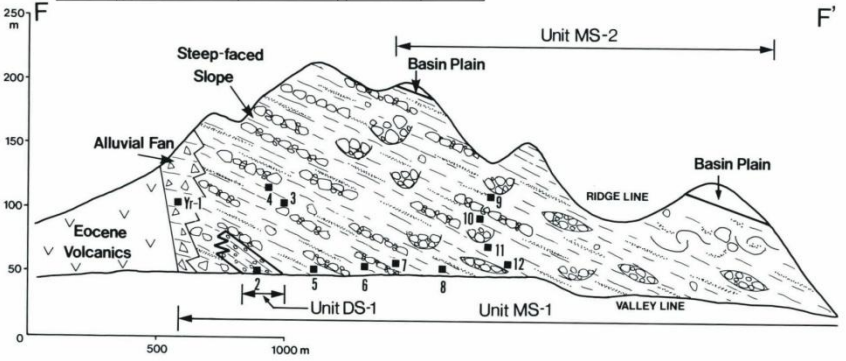 F
F'
250
m
200
150
100
50
0
500
1000 m
Unit MS-2
Steep-faced
Slope
Basin Plain
Alluvial Fan
Basin Plain
Yr-1
4
3
9
RIDGE LINE
10
Eocene
Volcanics
11
7
12
2
5
6
8
Unit DS-1
Unit MS-1
VALLEY LINE